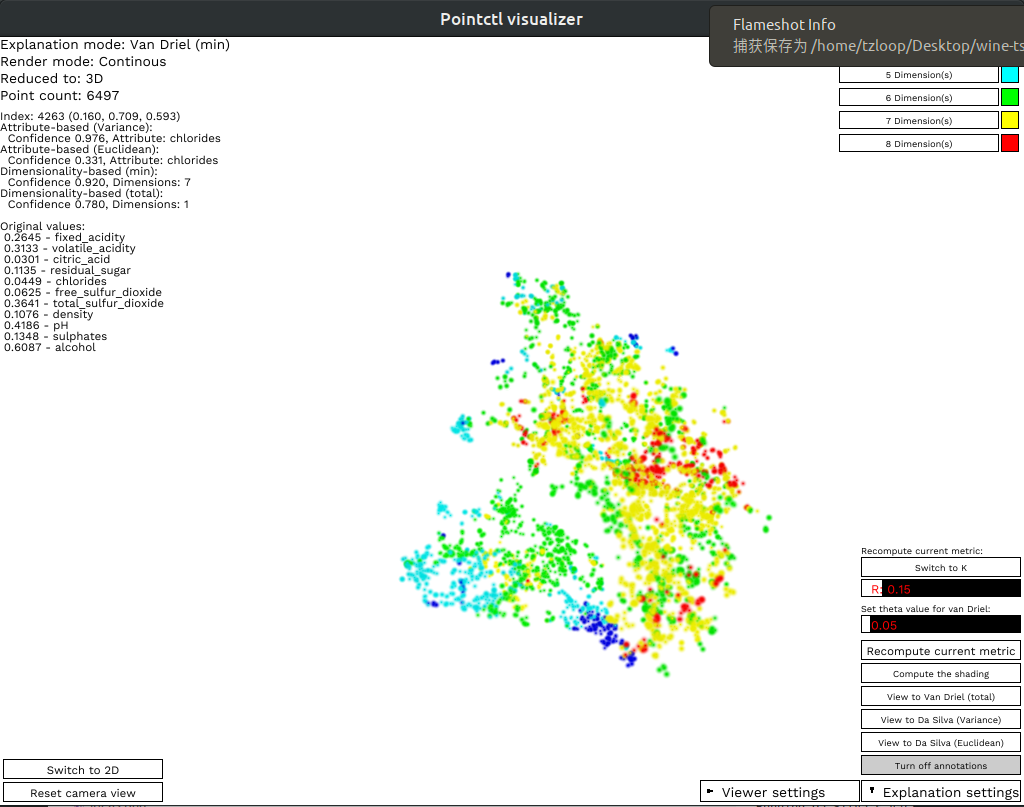 Pointctl visualizer
Flameshot Info
捕获保存为 /home/tzloop/Desktop/wine-ts
Explanation mode: Van Driel (min)
Render mode: Continous
Reduced to: 3D
Point count: 6497
Index: 4263 (0.160, 0.709, 0.593)
Attribute-based (Variance):
Confidence 0.976, Attribute: chlorides
Attribute-based (Euclidean):
Confidence 0.331, Attribute: chlorides
Dimensionality-based (min):
Confidence 0.920, Dimensions: 7
Dimensionality-based (total):
Confidence 0.780, Dimensions: 1
Original values:
0.2645 - fixed_acidity
0.3133 - volatile_acidity
0.0301 - citric_acid
0.1135 - residual_sugar
0.0449 - chlorides
0.0625 - free_sulfur_dioxide
0.3641 - total_sulfur_dioxide
0.1076 - density
0.4186 - pH
0.1348 - sulphates
0.6087 - alcohol
5 Dimension(s)
6 Dimension(s)
7 Dimension(s)
8 Dimension(s)
Recompute current metric:
Switch to K
R: 0.15
Set theta value for van Driel:
0.05
Recompute current metric
Compute the shading
View to Van Driel (total)
View to Da Silva (Variance)
View to Da Silva (Euclidean)
Turn off annotations
Switch to 2D
Reset camera view
Viewer settings
Explanation settings